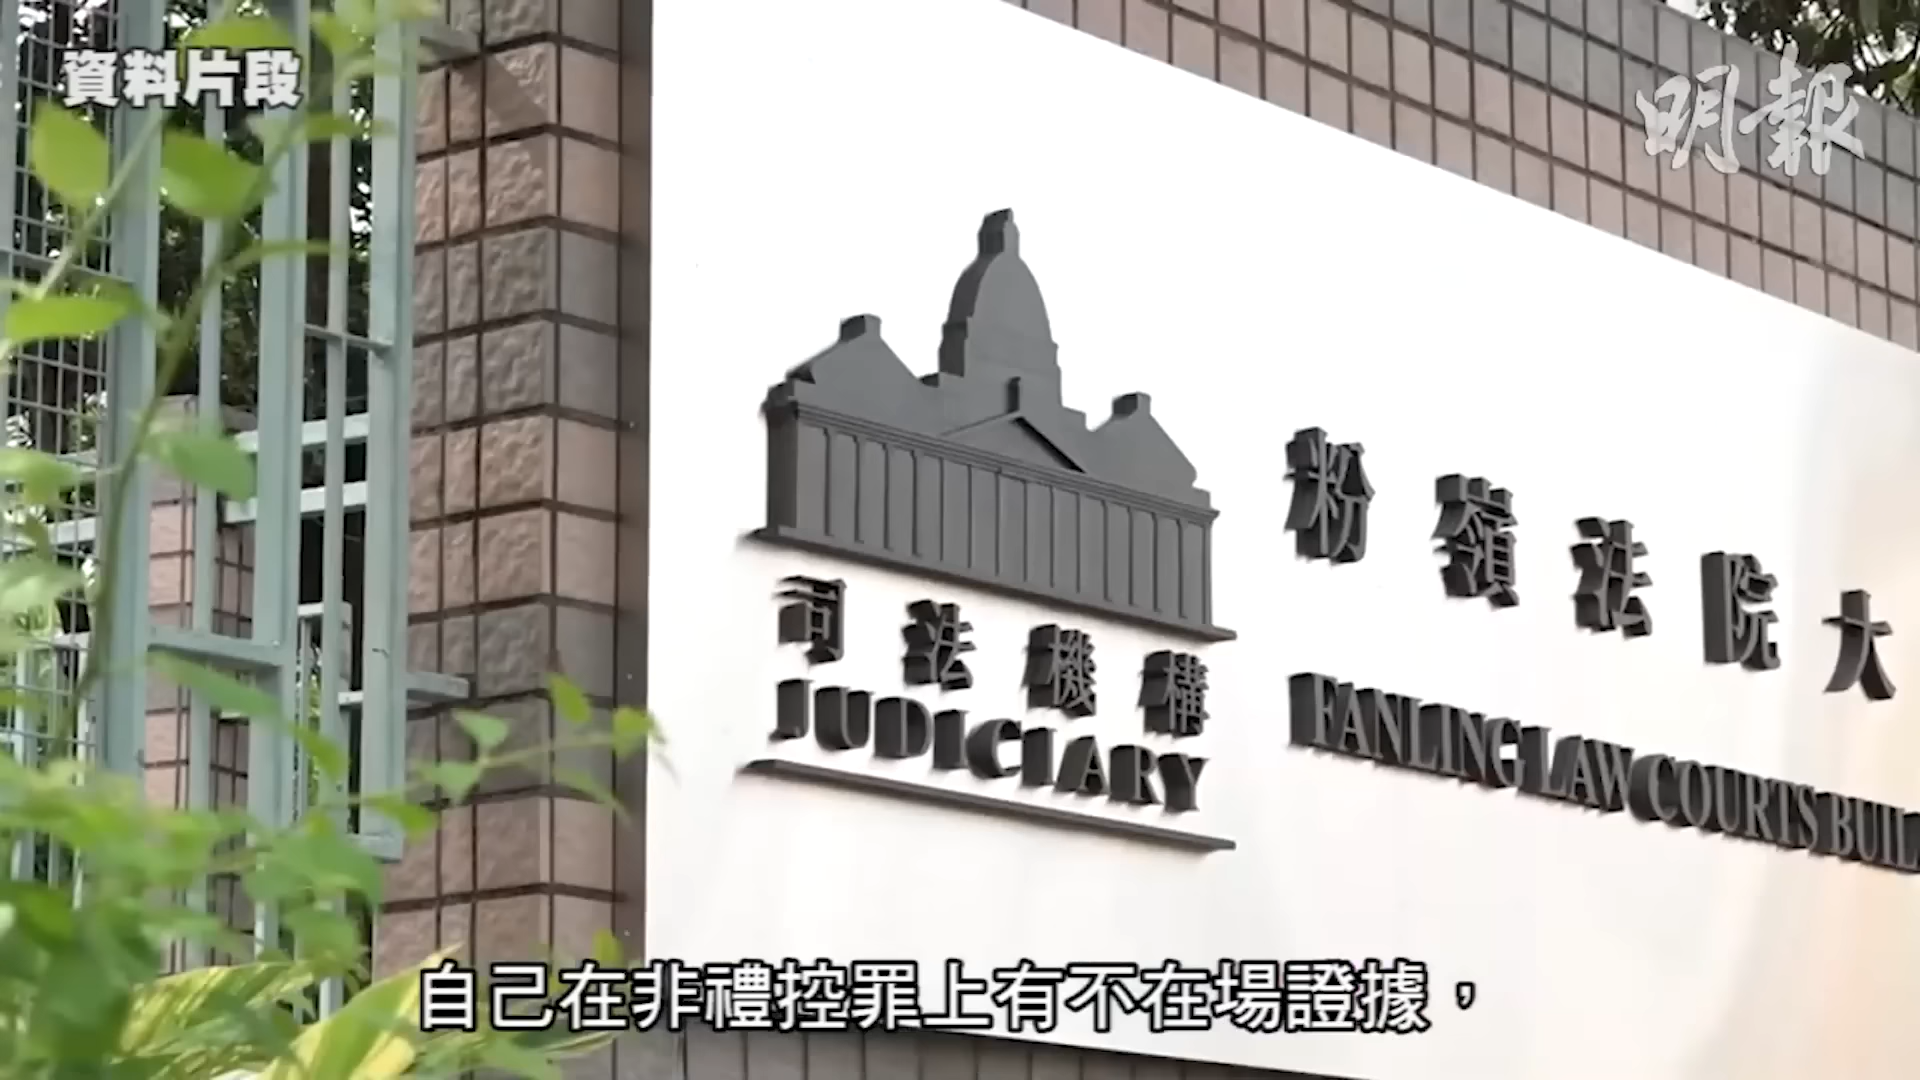 資料片段
明報
粉嶺法院大
司法機構
JUDICIARY
FANLING LAW COURTS BUIL
自己在非禮控罪上有不在場證據，